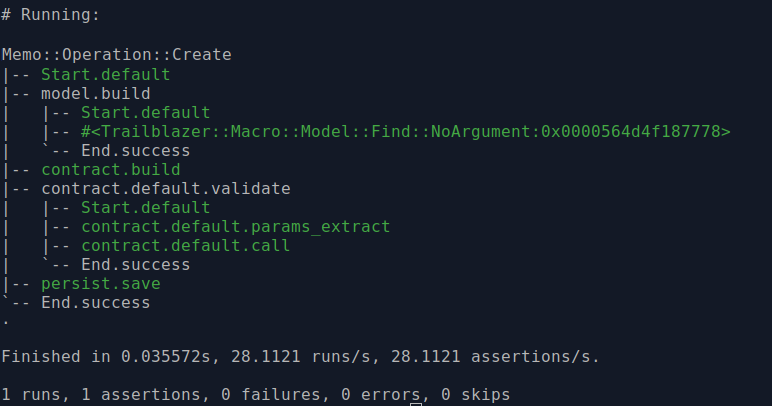 # Running:

Memo::Operation::Create
|-- Start.default
|-- model.build
|   |-- Start.default
|   |-- #<Trailblazer::Macro::Model::Find::NoArgument:0x0000564d4f187778>
|   `-- End.success
|-- contract.build
|-- contract.default.validate
|   |-- Start.default
|   |-- contract.default.params_extract
|   |-- contract.default.call
|   `-- End.success
|-- persist.save
`-- End.success
.

Finished in 0.035572s, 28.1121 runs/s, 28.1121 assertions/s.

1 runs, 1 assertions, 0 failures, 0 errors, 0 skips